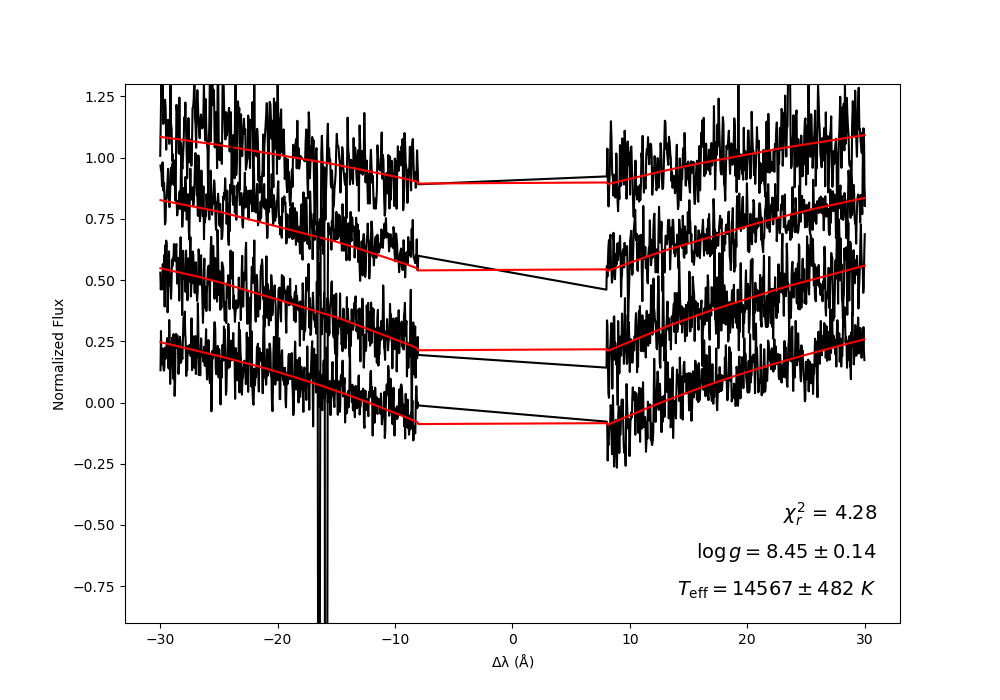 1.25
1.00
0.75
0.50
0.25
0.00
−0.25
−0.50
−0.75
Normalized Flux
χ²ᵣ = 4.28
log g = 8.45 ± 0.14
T_eff = 14567 ± 482 K
−30 −20 −10 0 10 20 30
Δλ (Å)